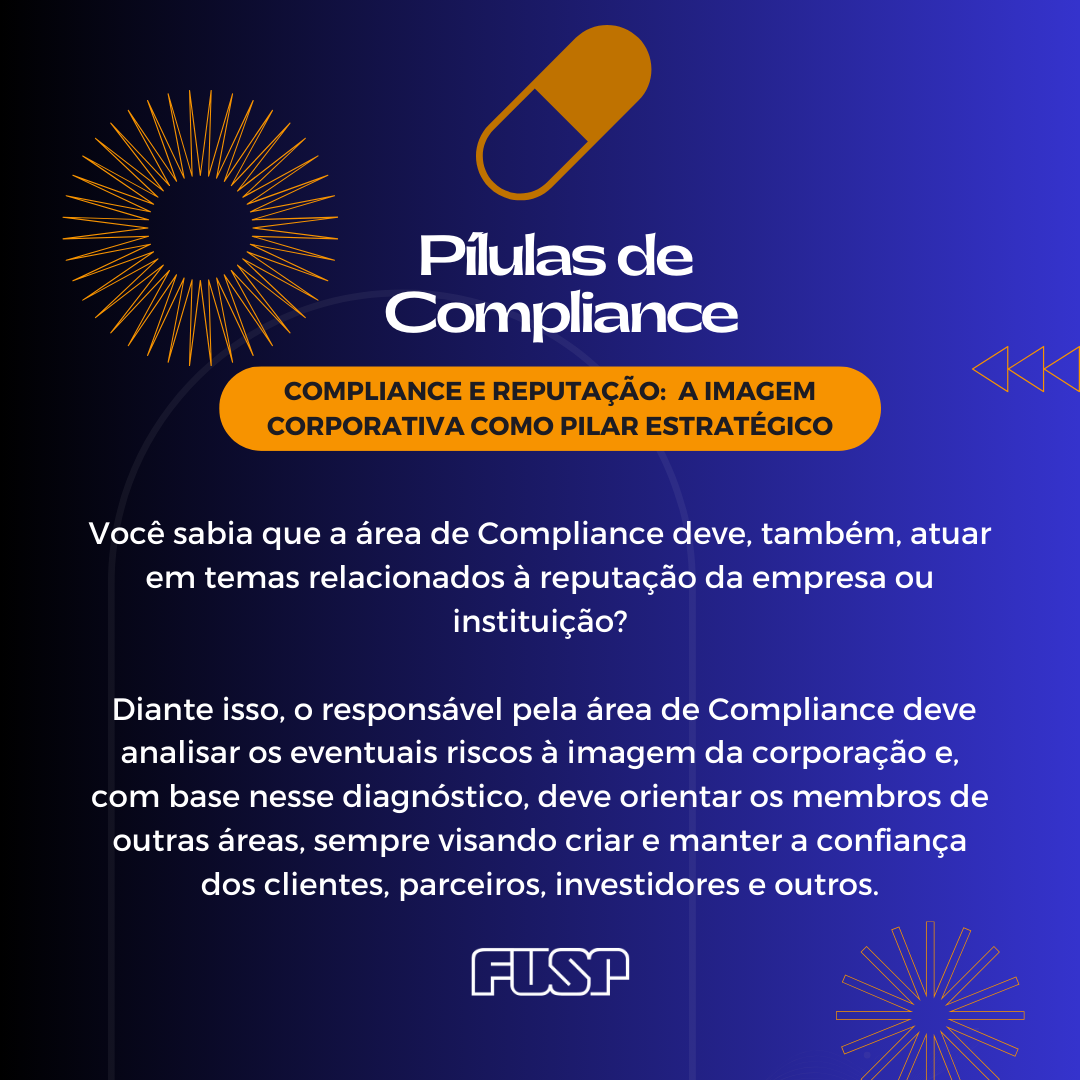 Pílulas de
Compliance
COMPLIANCE E REPUTAÇÃO: A IMAGEM
CORPORATIVA COMO PILAR ESTRATÉGICO
Você sabia que a área de Compliance deve, também, atuar
em temas relacionados à reputação da empresa ou
instituição?
Diante isso, o responsável pela área de Compliance deve
analisar os eventuais riscos à imagem da corporação e,
com base nesse diagnóstico, deve orientar os membros de
outras áreas, sempre visando criar e manter a confiança
dos clientes, parceiros, investidores e outros.
FUSP